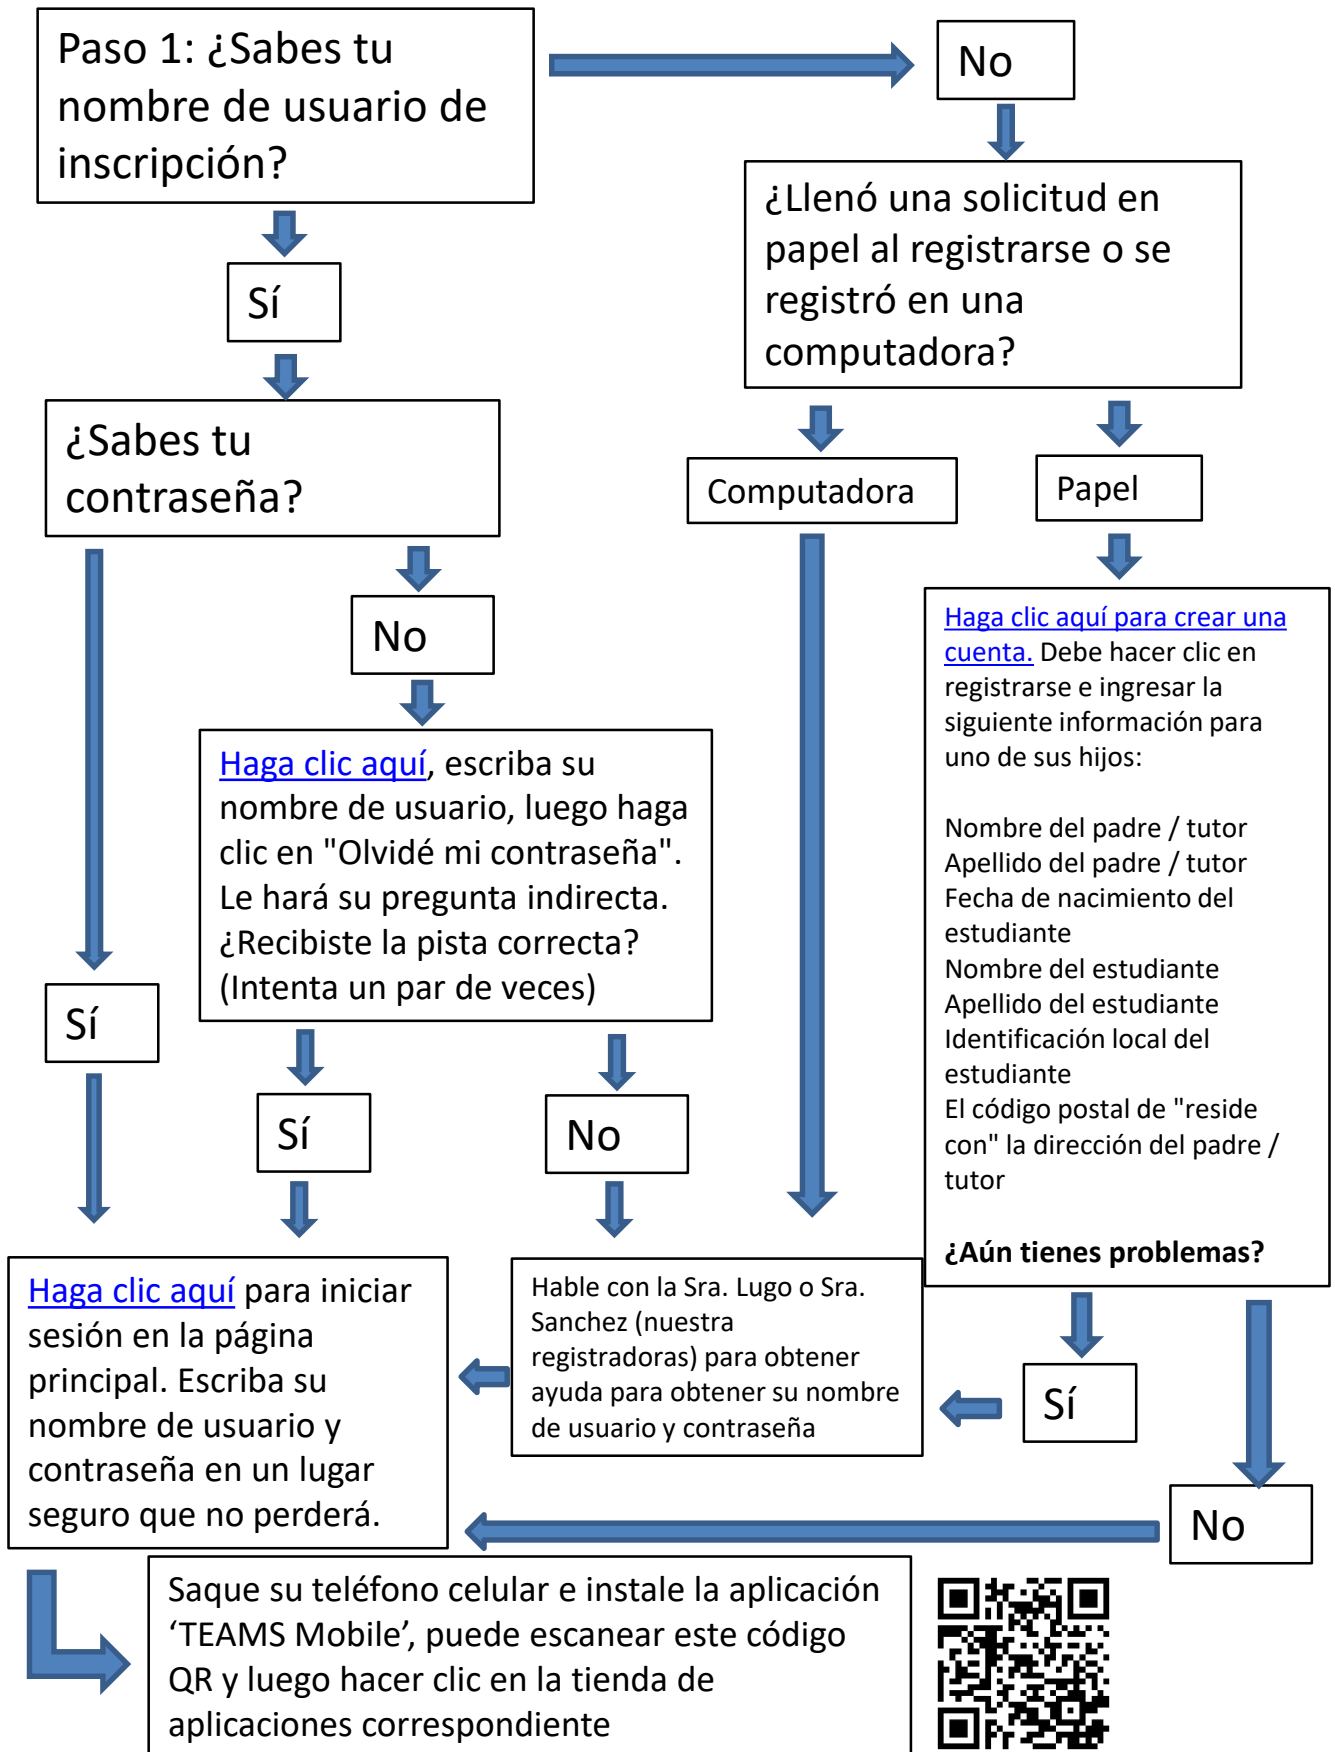 Paso 1: ¿Sabes tu
nombre de usuario de
inscripción?
No
¿Llenó una solicitud en
papel al registrarse o se
registró en una
computadora?
Sí
¿Sabes tu
contraseña?
Computadora
Papel
No
Haga clic aquí, escriba su
nombre de usuario, luego haga
clic en "Olvidé mi contraseña".
Le hará su pregunta indirecta.
¿Recibiste la pista correcta?
(Intenta un par de veces)
Haga clic aquí para crear una
cuenta. Debe hacer clic en
registrarse e ingresar la
siguiente información para
uno de sus hijos:
Nombre del padre / tutor
Apellido del padre / tutor
Fecha de nacimiento del
estudiante
Nombre del estudiante
Apellido del estudiante
Identificación local del
estudiante
El código postal de "reside
con" la dirección del padre /
tutor
¿Aún tienes problemas?
Sí
Sí
No
Haga clic aquí para iniciar
sesión en la página
principal. Escriba su
nombre de usuario y
contraseña en un lugar
seguro que no perderá.
Hable con la Sra. Lugo o Sra.
Sanchez (nuestra
registradoras) para obtener
ayuda para obtener su nombre
de usuario y contraseña
Sí
No
Saque su teléfono celular e instale la aplicación
‘TEAMS Mobile’, puede escanear este código
QR y luego hacer clic en la tienda de
aplicaciones correspondiente